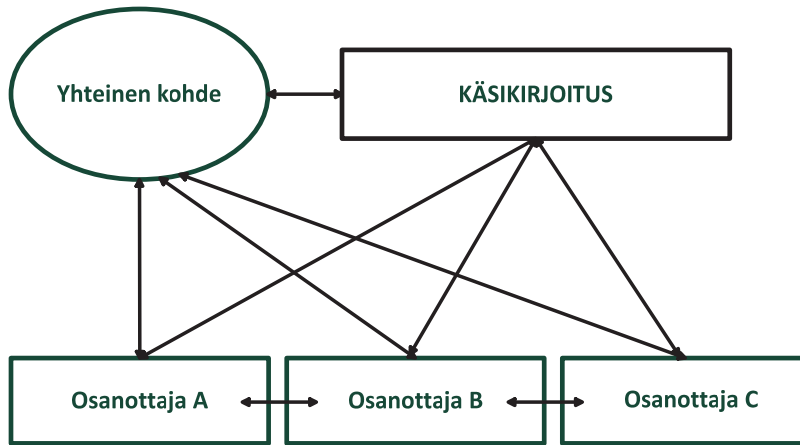 Yhteinen kohde
KÄSIKIRJOITUS
Osanottaja A
Osanottaja B
Osanottaja C